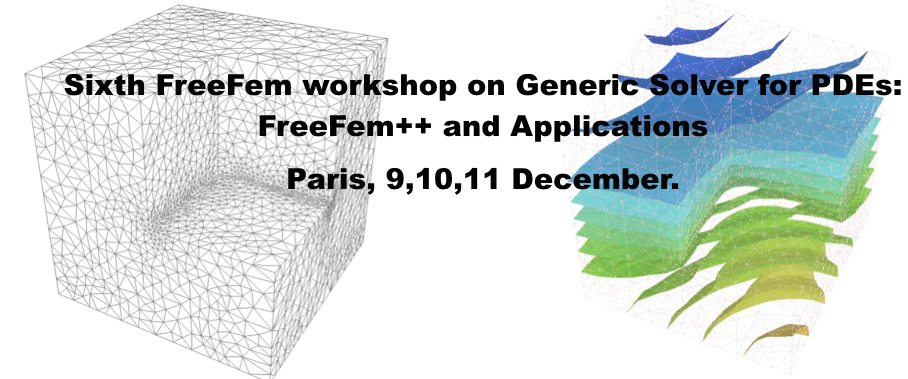 Sixth FreeFem workshop on Generic Solver for PDEs:
FreeFem++ and Applications
Paris, 9,10,11 December.